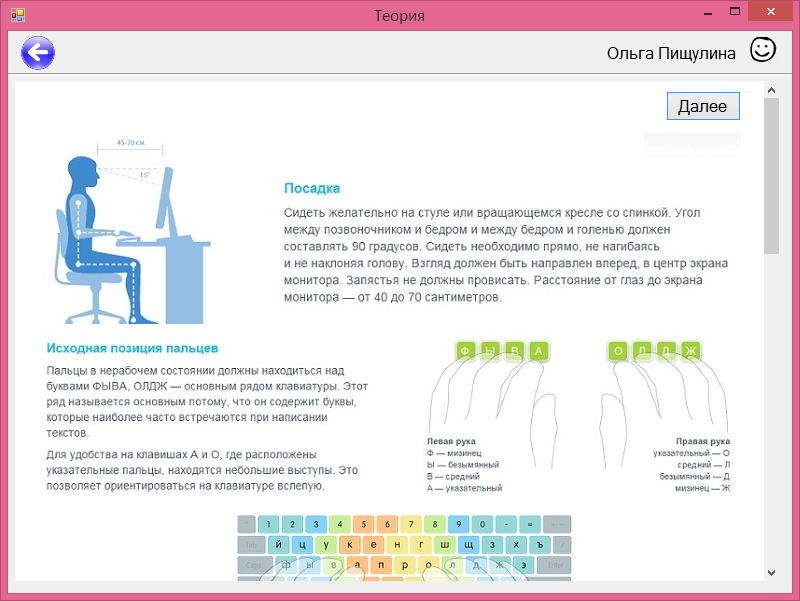 Теория
Ольга Пищулина
Далее
45-70 см
15°
Посадка
Сидеть желательно на стуле или вращающемся кресле со спинкой. Угол
между позвоночником и бедром и между бедром и голенью должен
составлять 90 градусов. Сидеть необходимо прямо, не нагибаясь
и не наклоняя голову. Взгляд должен быть направлен вперед, в центр экрана
монитора. Запястья не должны провисать. Расстояние от глаз до экрана
монитора — от 40 до 70 сантиметров.
Исходная позиция пальцев
Пальцы в нерабочем состоянии должны находиться над
буквами ФЫВА, ОЛДЖ — основным рядом клавиатуры. Этот
ряд называется основным потому, что он содержит буквы,
которые наиболее часто встречаются при написании
текстов.
Для удобства на клавишах А и О, где расположены
указательные пальцы, находятся небольшие выступы. Это
позволяет ориентироваться на клавиатуре вслепую.
Ф Ы В А О Л Д Ж
Левая рука
Ф — мизинец
Ы — безымянный
В — средний
А — указательный
Правая рука
указательный — О
средний — Л
безымянный — Д
мизинец — Ж
1 2 3 4 5 6 7 8 9 0 - =
Tab й ц у к е н г ш щ з х ъ
Caps ф ы в а п р о л д ж э Enter